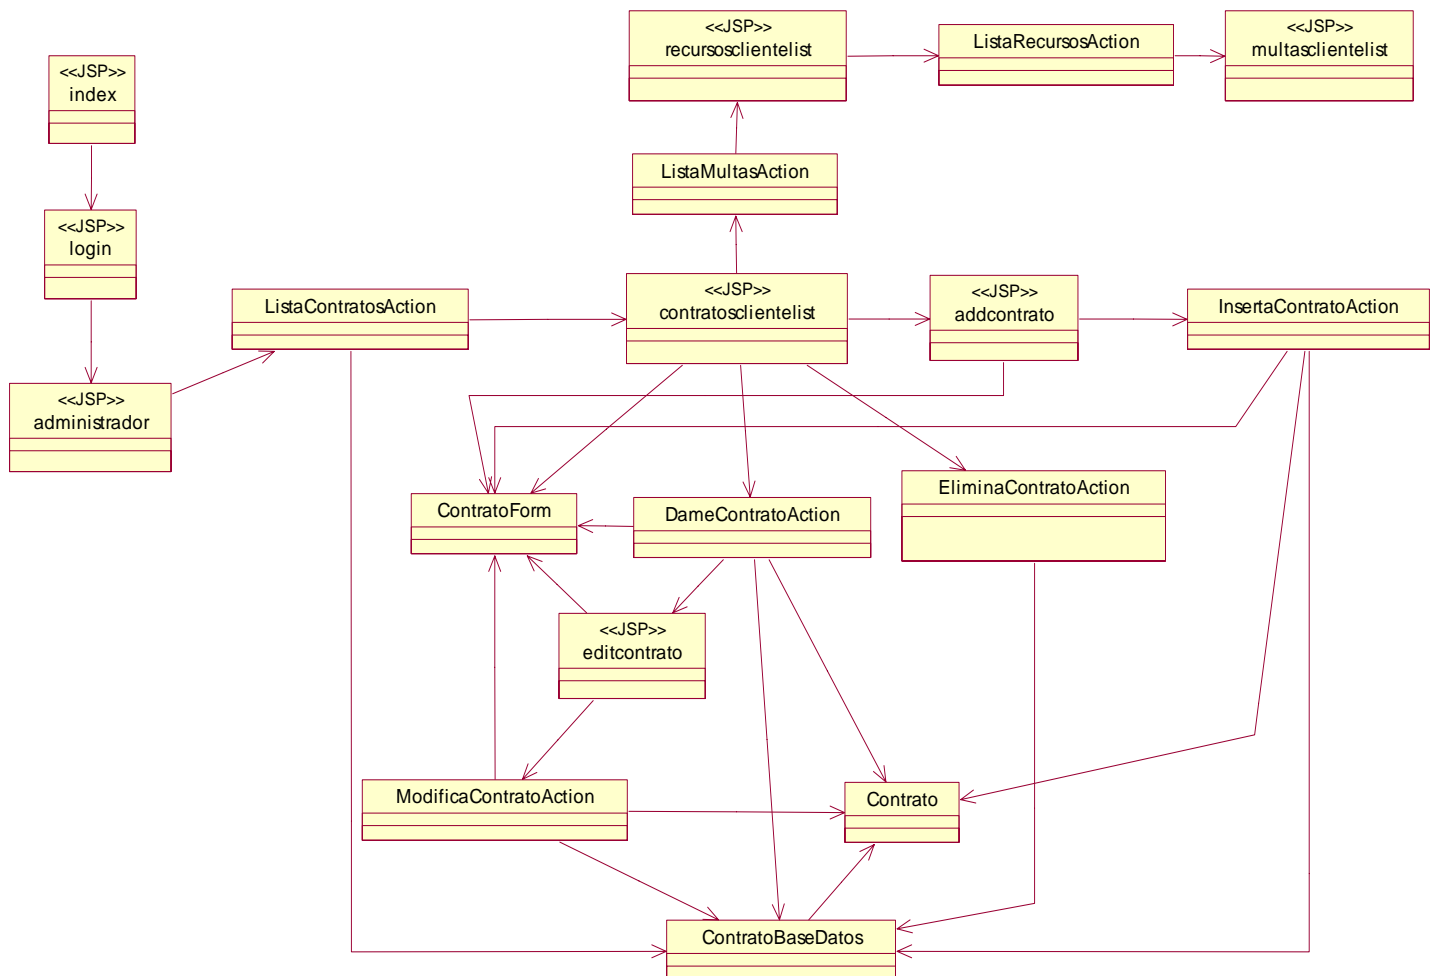 <<JSP>>
recursosclientelist
ListaRecursosAction
<<JSP>>
multasclientelist
<<JSP>>
index
ListaMultasAction
<<JSP>>
login
ListaContratosAction
<<JSP>>
contratosclientelist
<<JSP>>
addcontrato
InsertaContratoAction
<<JSP>>
administrador
ContratoForm
DameContratoAction
EliminaContratoAction
<<JSP>>
editcontrato
ModificaContratoAction
Contrato
ContratoBaseDatos